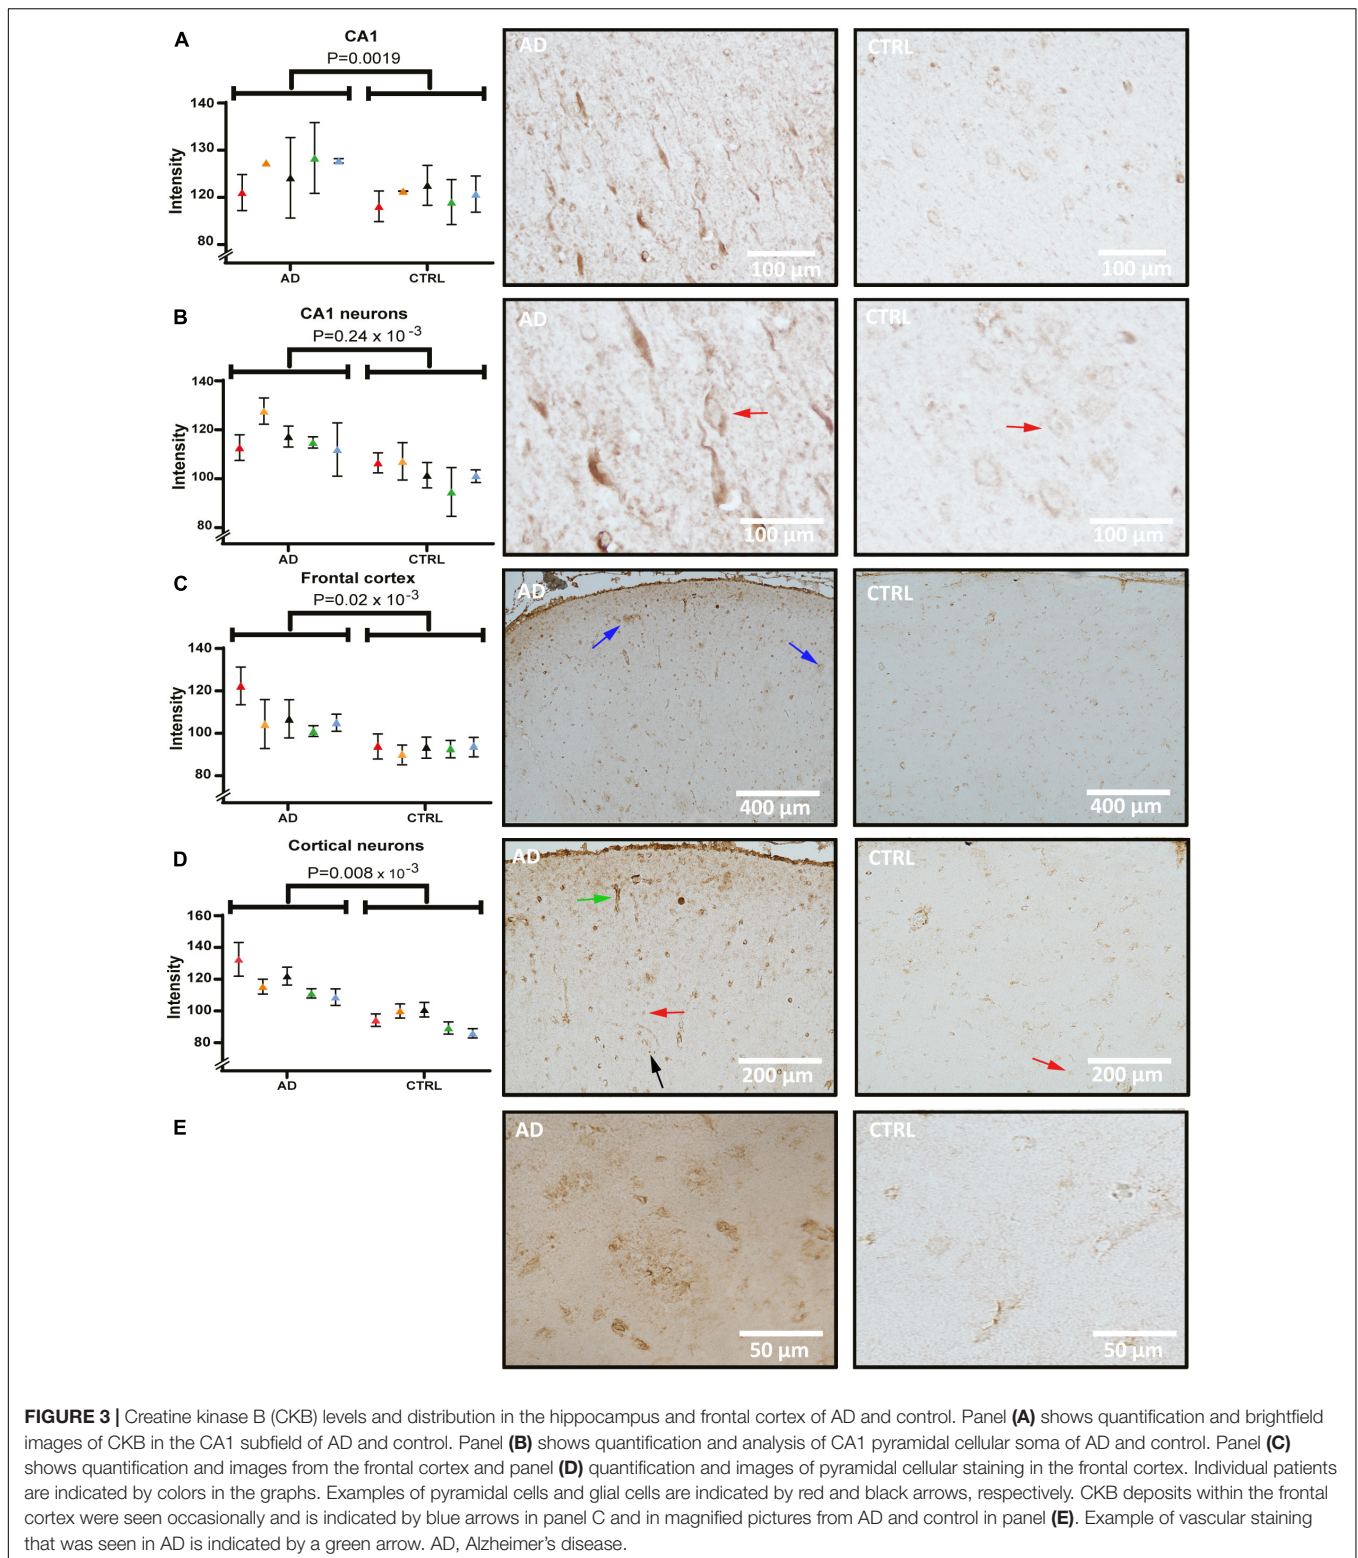 A
CA1
P=0.0019
140
130
120
80
Intensity
AD
CTRL
AD
100 µm
CTRL
100 µm
B
CA1 neurons
P=0.24 x 10 -3
140
120
100
80
Intensity
AD
CTRL
AD
100 µm
CTRL
100 µm
C
Frontal cortex
P=0.02 x 10 -3
140
120
100
80
Intensity
AD
CTRL
AD
400 µm
CTRL
400 µm
D
Cortical neurons
P=0.008 x 10 -3
160
140
120
100
80
Intensity
AD
CTRL
AD
200 µm
CTRL
200 µm
E
AD
50 µm
CTRL
50 µm
FIGURE 3 | Creatine kinase B (CKB) levels and distribution in the hippocampus and frontal cortex of AD and control. Panel (A) shows quantification and brightfield
images of CKB in the CA1 subfield of AD and control. Panel (B) shows quantification and analysis of CA1 pyramidal cellular soma of AD and control. Panel (C)
shows quantification and images from the frontal cortex and panel (D) quantification and images of pyramidal cellular staining in the frontal cortex. Individual patients
are indicated by colors in the graphs. Examples of pyramidal cells and glial cells are indicated by red and black arrows, respectively. CKB deposits within the frontal
cortex were seen occasionally and is indicated by blue arrows in panel C and in magnified pictures from AD and control in panel (E). Example of vascular staining
that was seen in AD is indicated by a green arrow. AD, Alzheimer's disease.